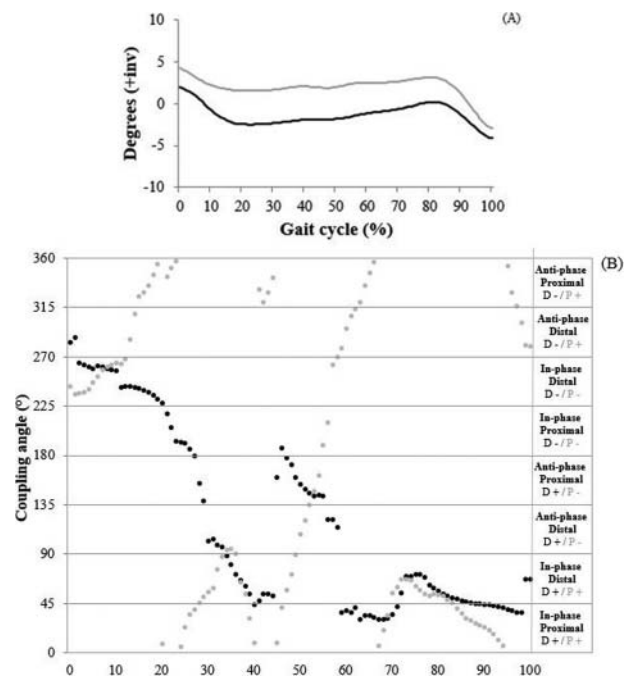 (A)
10
5
0
-5
-10
Degrees (+inv)
0 10 20 30 40 50 60 70 80 90 100
Gait cycle (%)
(B)
360
315
270
225
180
135
90
45
0
Coupling angle (º)
Anti-phase
Proximal
D - / P +
Anti-phase
Distal
D - / P +
In-phase
Distal
D - / P -
In-phase
Proximal
D - / P -
Anti-phase
Proximal
D + / P -
Anti-phase
Distal
D + / P -
In-phase
Distal
D + / P +
In-phase
Proximal
D + / P +
0 10 20 30 40 50 60 70 80 90 100